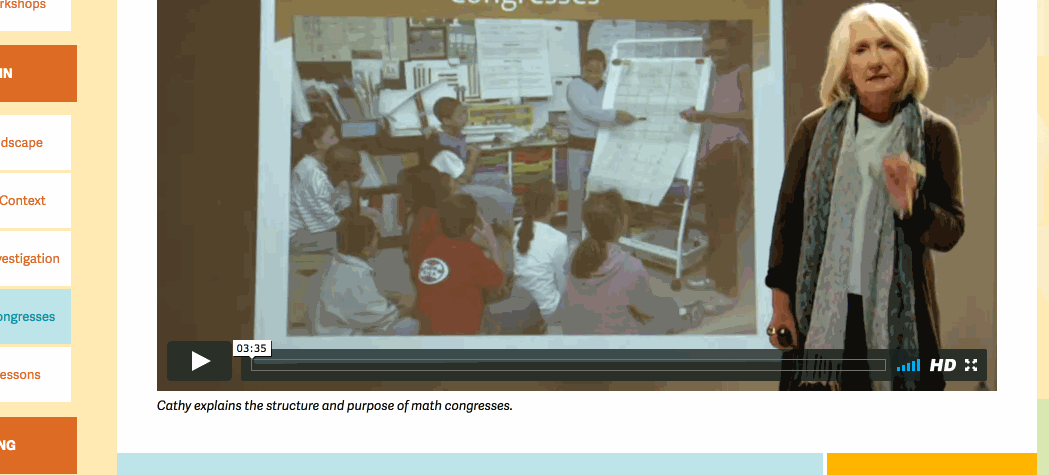 Congresses
rkshops
IN
dscape
Context
vestigation
ongresses
essons
NG
03:35
HD
Cathy explains the structure and purpose of math congresses.